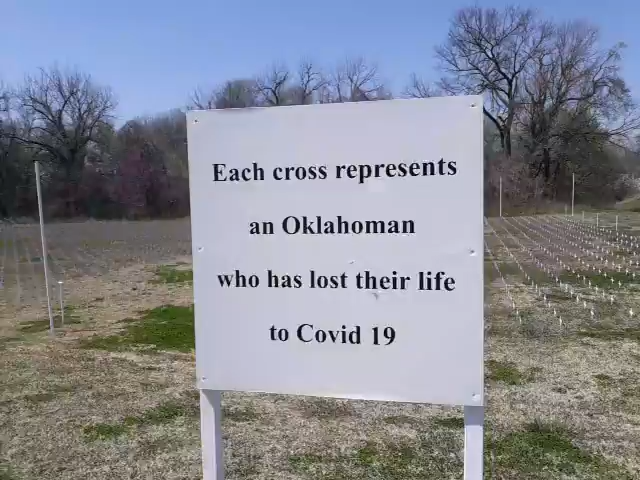 Each cross represents
an Oklahoman
who has lost their life
to Covid 19